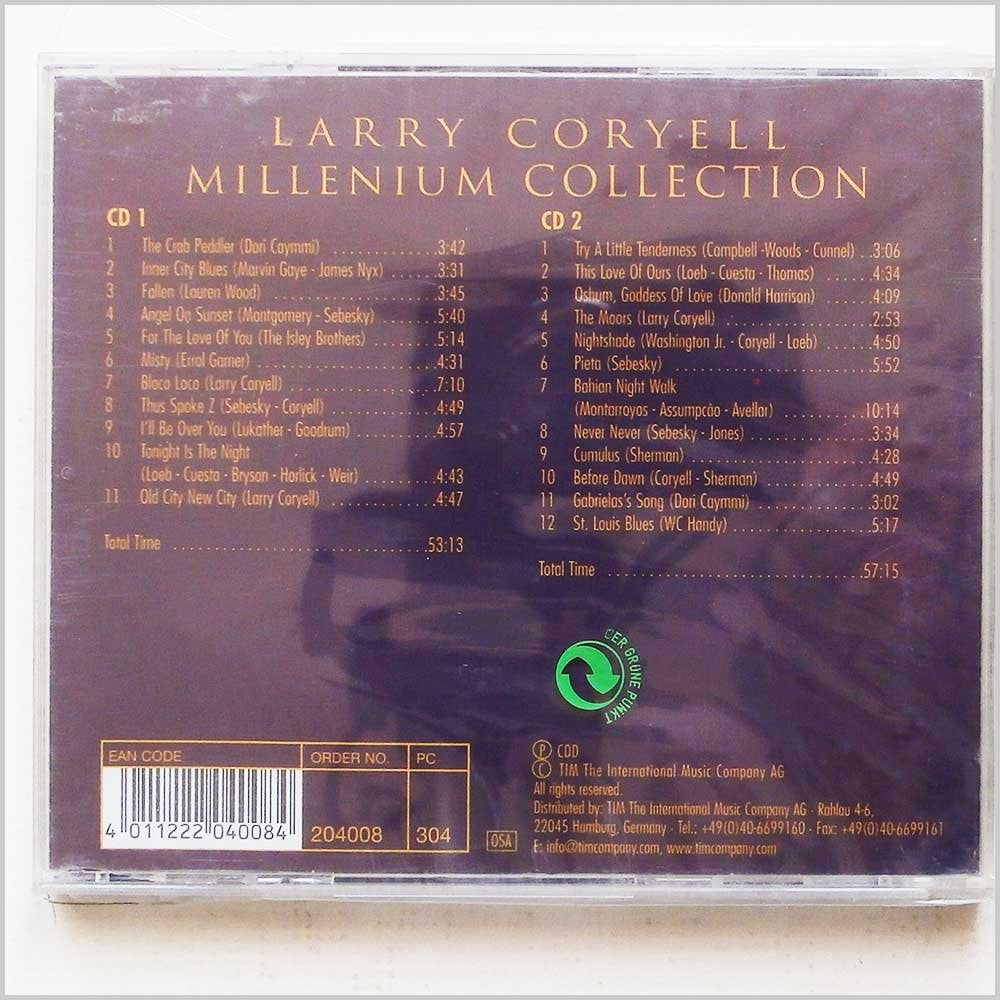 LARRY CORYELL
MILLENIUM COLLECTION
CD 1
1 The Crab Peddler (Dori Caymmi) 3:42
2 Inner City Blues (Marvin Gaye - James Nyx) 3:31
3 Fallen (Lauren Wood) 3:45
4 Angel On Sunset (Montgomery - Sebesky) 5:40
5 For The Love Of You (The Isley Brothers) 5:14
6 Misty (Errol Garner) 4:31
7 Bloco Loco (Larry Coryell) 7:10
8 Thus Spoke Z (Sebesky - Coryell) 4:49
9 I'll Be Over You (Lukather - Goodrum) 4:57
10 Tonight Is The Night
(Loeb - Cuesta - Bryson - Horlick - Weir) 4:43
11 Old City New City (Larry Coryell) 4:47
Total Time 53:13
CD 2
1 Try A Little Tenderness (Campbell -Woods - Cunnel) 3:06
2 This Love Of Ours (Loeb - Cuesta - Thomas) 4:34
3 Oshum, Goddess Of Love (Donald Harrison) 4:09
4 The Moors (Larry Coryell) 2:53
5 Nightshade (Washington Jr. - Coryell - Loeb) 4:50
6 Pieta (Sebesky) 5:52
7 Bahian Night Walk
(Montarroyos - Assumpcào - Avellar) 10:14
8 Never Never (Sebesky - Jones) 3:34
9 Cumulus (Sherman) 4:28
10 Before Dawn (Coryell - Sherman) 4:49
11 Gabrielas's Song (Dori Caymmi) 3:02
12 St. Louis Blues (WC Handy) 5:17
Total Time 57:15
DER GRÜNE PUNKT
EAN CODE
4 011222 040084
ORDER NO.
204008
PC
304
OSA
Ⓟ CDD
Ⓒ TIM The International Music Company AG
All rights reserved.
Distributed by: TIM The International Music Company AG - Rahlau 4-6,
22045 Hamburg, Germany - Tel.: +49(0)40-6699160 - Fax: +49(0)40-6699161
E: info@timcompany.com, www.timcompany.com